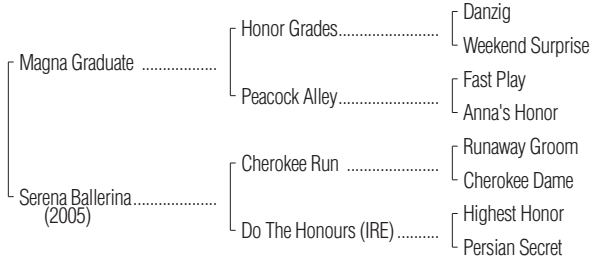 Danzig
Honor Grades..........................
Weekend Surprise
Magna Graduate ...................
Fast Play
Peacock Alley..........................
Anna's Honor
Runaway Groom
Cherokee Run ........................
Cherokee Dame
Serena Ballerina.....................
(2005)
Highest Honor
Do The Honours (IRE) ...........
Persian Secret